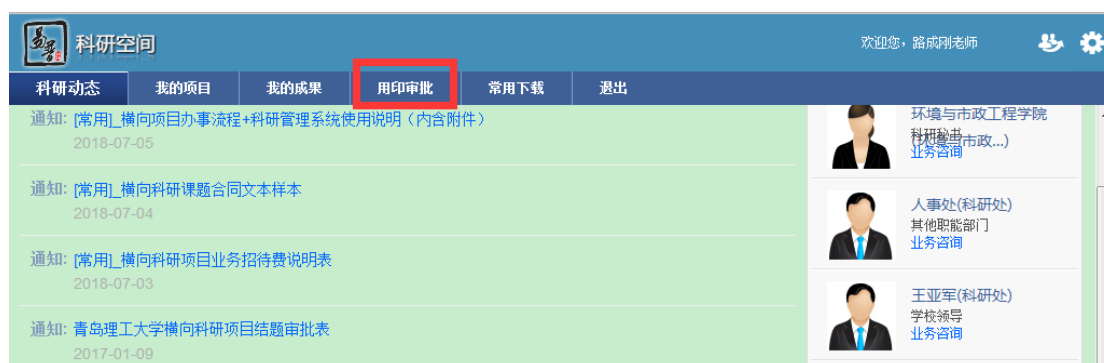 科研空间
欢迎您，路成刚老师
科研动态 我的项目 我的成果 用印审批 常用下载 退出
通知: [常用]_横向项目办事流程+科研管理系统使用说明（内含附件）
2018-07-05
通知: [常用]_横向科研课题合同文本样本
2018-07-04
通知: [常用]_横向科研项目业务招待费说明表
2018-07-03
通知: 青岛理工大学横向科研项目结题审批表
2017-01-09
环境与市政工程学院
(环境与市政...)
科研秘书
业务咨询
人事处(科研处)
其他职能部门
业务咨询
王亚军(科研处)
学校领导
业务咨询